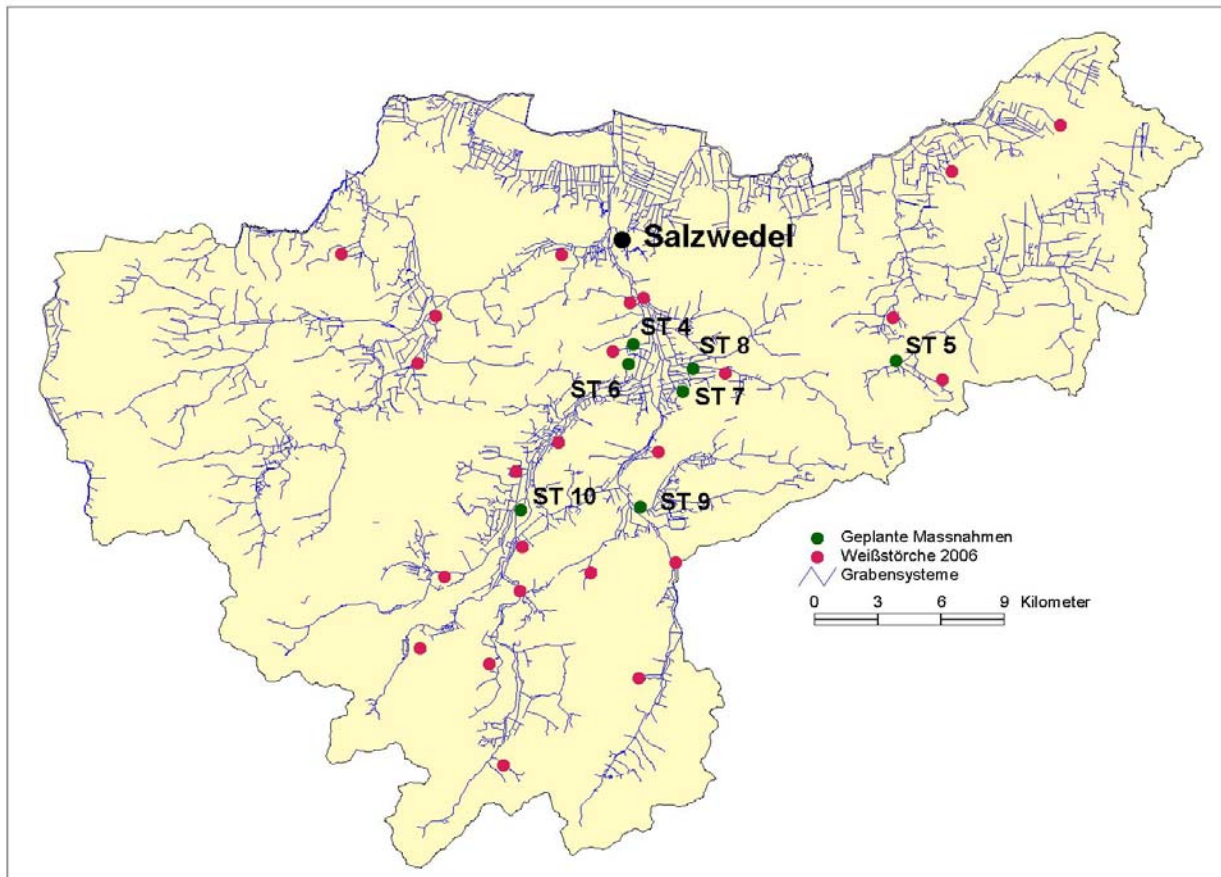 Salzwedel
ST 4
ST 8
ST 5
ST 6
ST 7
ST 10
ST 9
Geplante Massnahmen
Weißstörche 2006
Grabensysteme
0 3 6 9 Kilometer